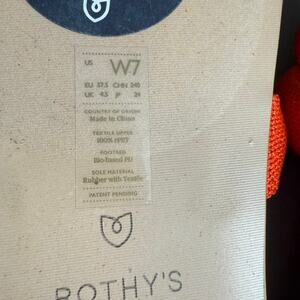 US W7
EU 37.5 CHN 240
UK 4.5 JP 24
COUNTRY OF ORIGIN
Made in China
TEXTILE UPPER
100% rPET
FOOTBED
Bio-based PU
SOLE MATERIAL
Rubber with Textile
PATENT PENDING
ROTHY'S